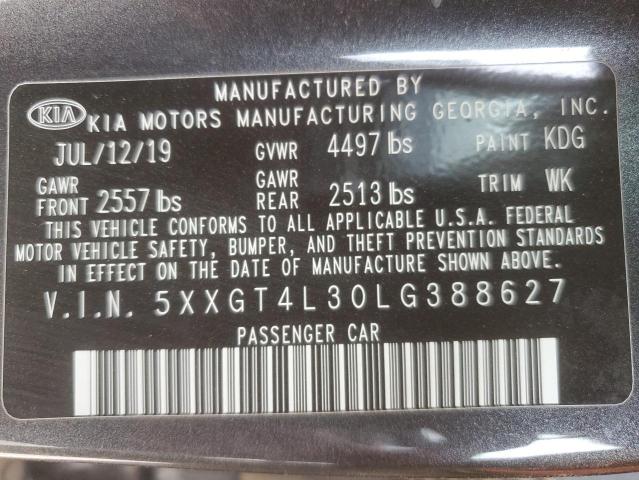 MANUFACTURED BY
KIA KIA MOTORS MANUFACTURING GEORGIA, INC.
JUL/12/19 GVWR 4497 lbs PAINT KDG
GAWR FRONT 2557 lbs GAWR REAR 2513 lbs TRIM WK
THIS VEHICLE CONFORMS TO ALL APPLICABLE U.S.A. FEDERAL
MOTOR VEHICLE SAFETY, BUMPER, AND THEFT PREVENTION STANDARDS
IN EFFECT ON THE DATE OF MANUFACTURE SHOWN ABOVE.
V.I.N. 5XXGT4L30LG388627
PASSENGER CAR